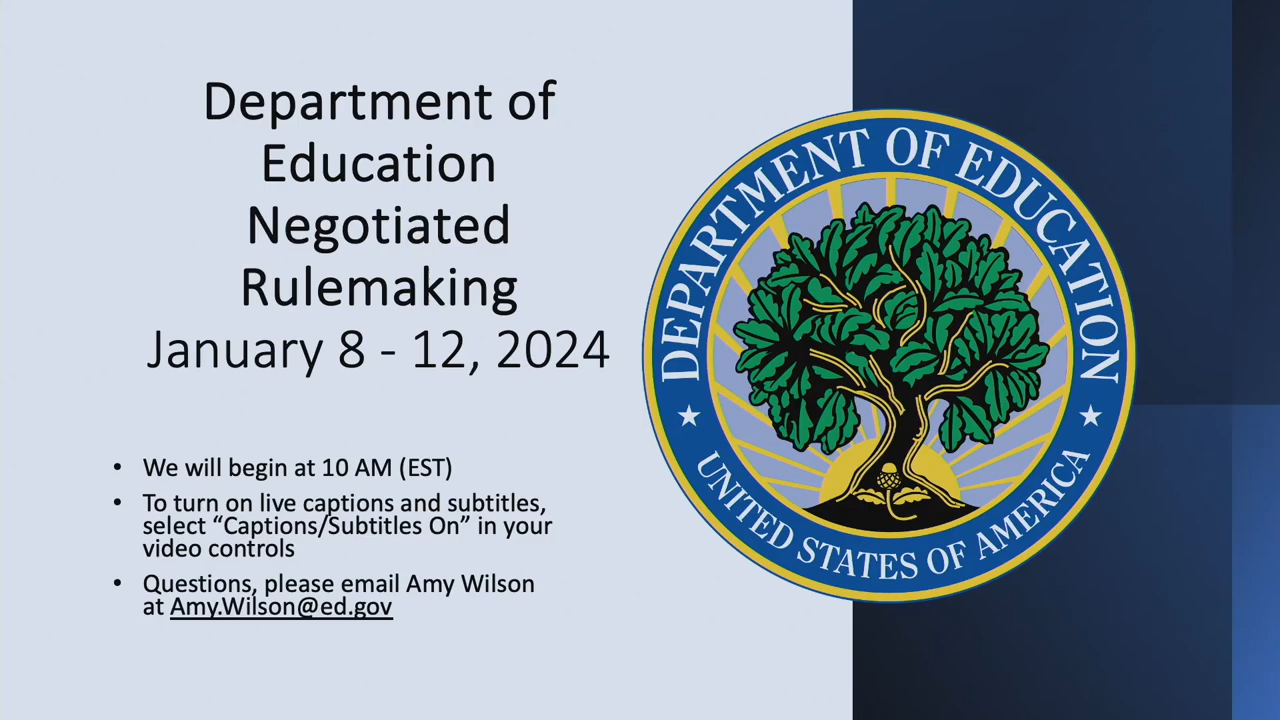 Department of
Education
Negotiated
Rulemaking
January 8 - 12, 2024
• We will begin at 10 AM (EST)
• To turn on live captions and subtitles,
select “Captions/Subtitles On” in your
video controls
• Questions, please email Amy Wilson
at Amy.Wilson@ed.gov
DEPARTMENT OF EDUCATION
UNITED STATES OF AMERICA